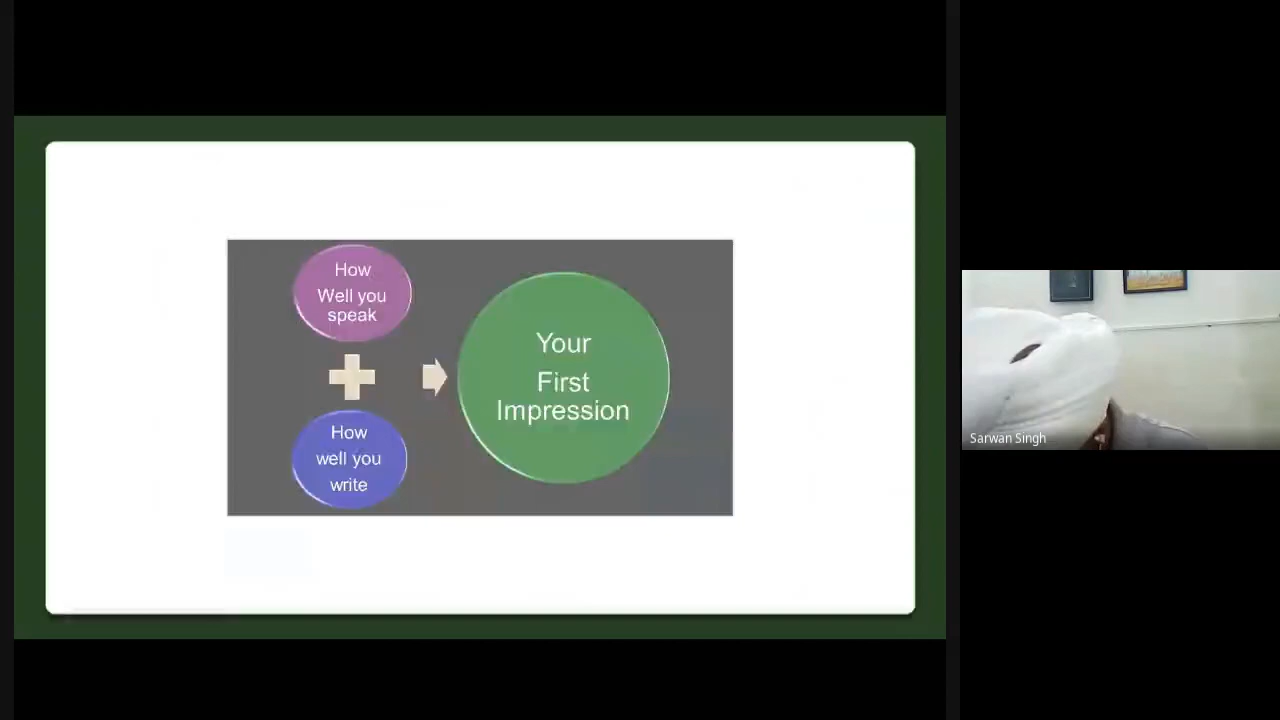 How
Well you
speak
How
well you
write
Your
First
Impression
Sarwan Singh